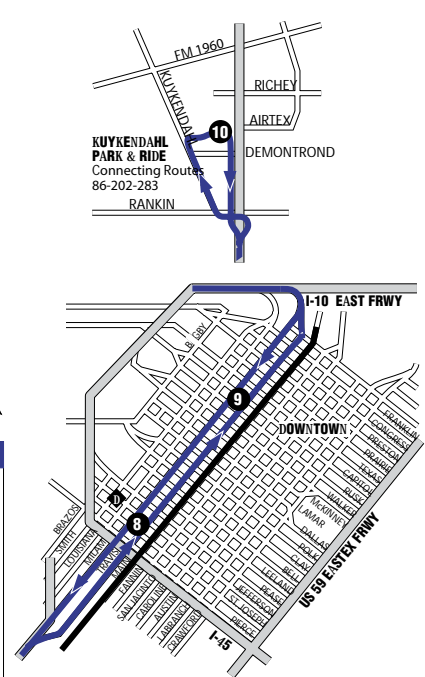 FM 1960
KUYKENDAHL
RICHEY
AIRTEX
10
KUYKENDAHL
PARK & RIDE
Connecting Routes
86-202-283
DEMONTROND
RANKIN
I-10 EAST FRWY
BIGBY
9
DOWNTOWN
FRANKLIN
CONGRESS
PRESTON
PRAIRIE
TEXAS
CAPITOL
RUSK
WALKER
McKINNEY
LAMAR
DALLAS
POLK
CLAY
BELL
LEELAND
PEASE
JEFFERSON
ST JOSEPH
PIERCE
US 59 EASTEX FRWY
D
8
BRAZOS
SMITH
LOUISIANA
MILAM
TRAVIS
MAIN
FANNIN
SAN JACINTO
CAROLINE
AUSTIN
LABRANCH
CRAWFORD
I-45